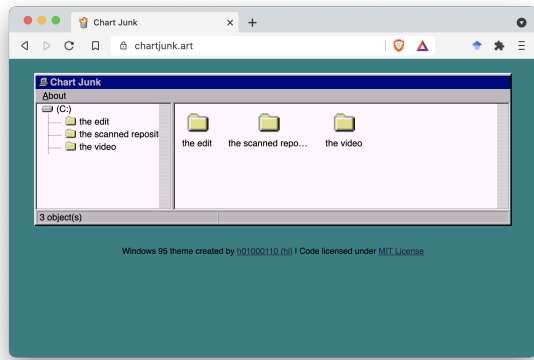 Chart Junk
chartjunk.art
Chart Junk
About
(C:)
the edit
the scanned reposit
the video
the edit
the scanned repo...
the video
3 object(s)
Windows 95 theme created by h01000110 (hi) | Code licensed under MIT License